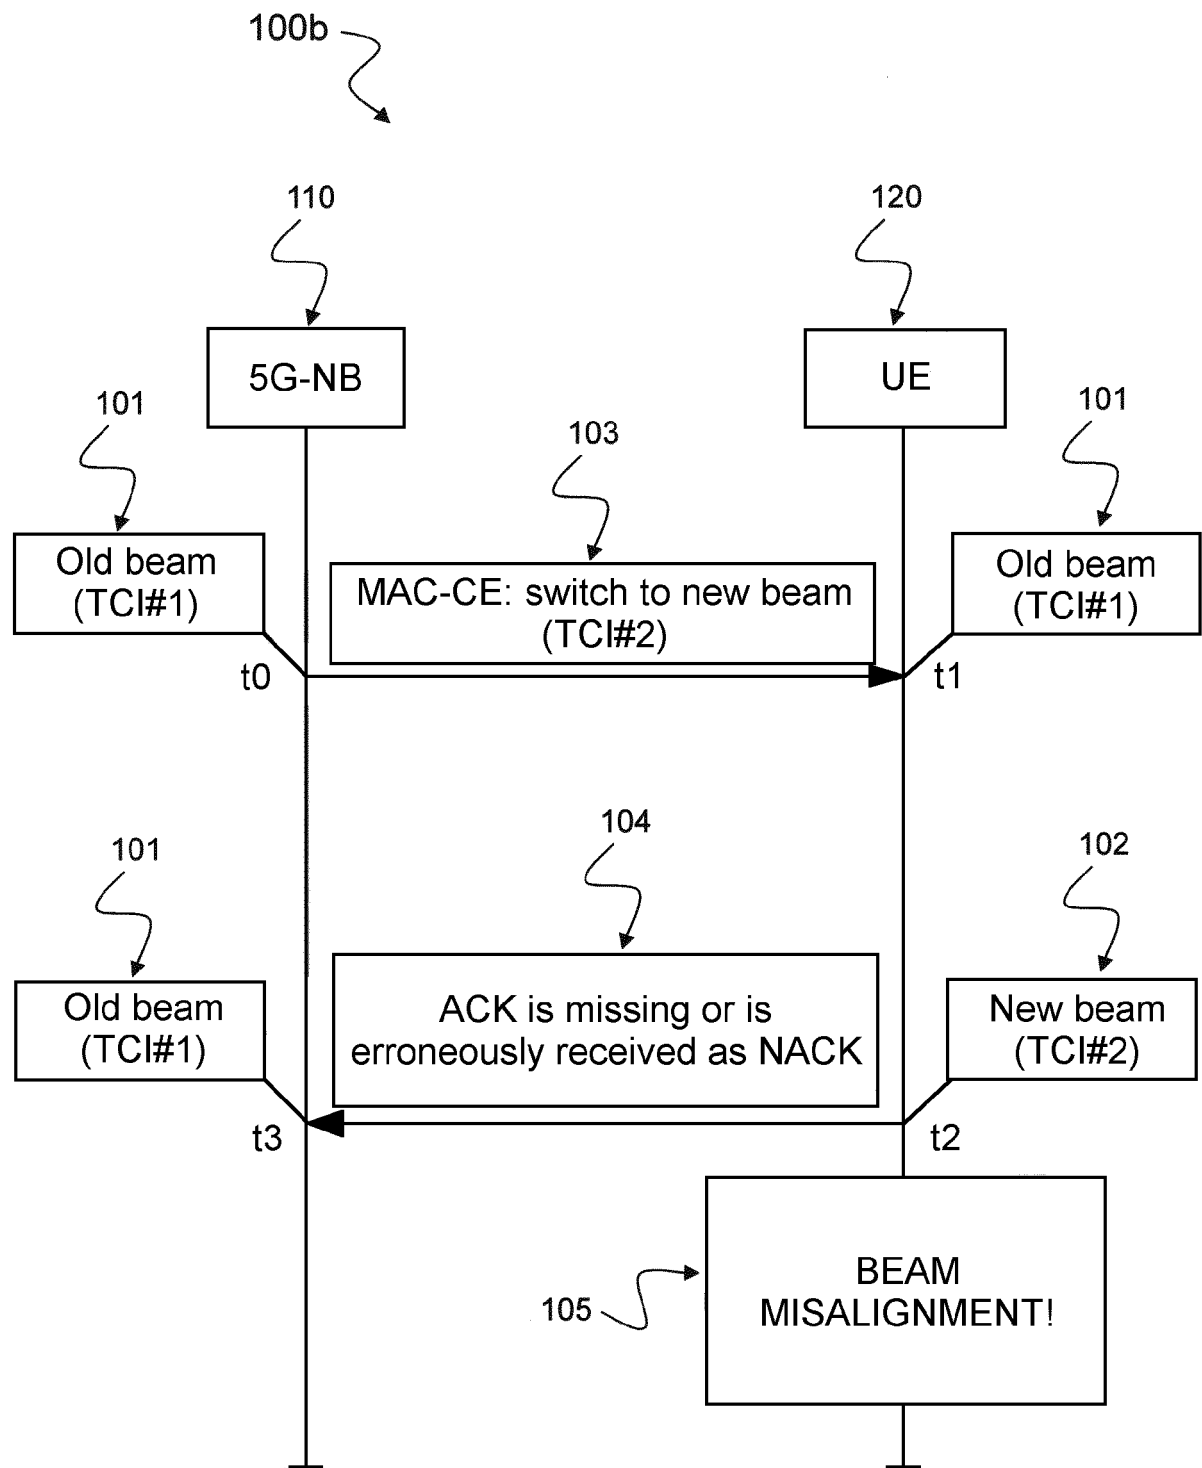 100b
110
120
5G-NB
UE
101
103
101
Old beam
(TCI#1)
MAC-CE: switch to new beam
(TCI#2)
Old beam
(TCI#1)
t0
t1
101
104
102
Old beam
(TCI#1)
ACK is missing or is
erroneously received as NACK
New beam
(TCI#2)
t3
t2
105
BEAM
MISALIGNMENT!